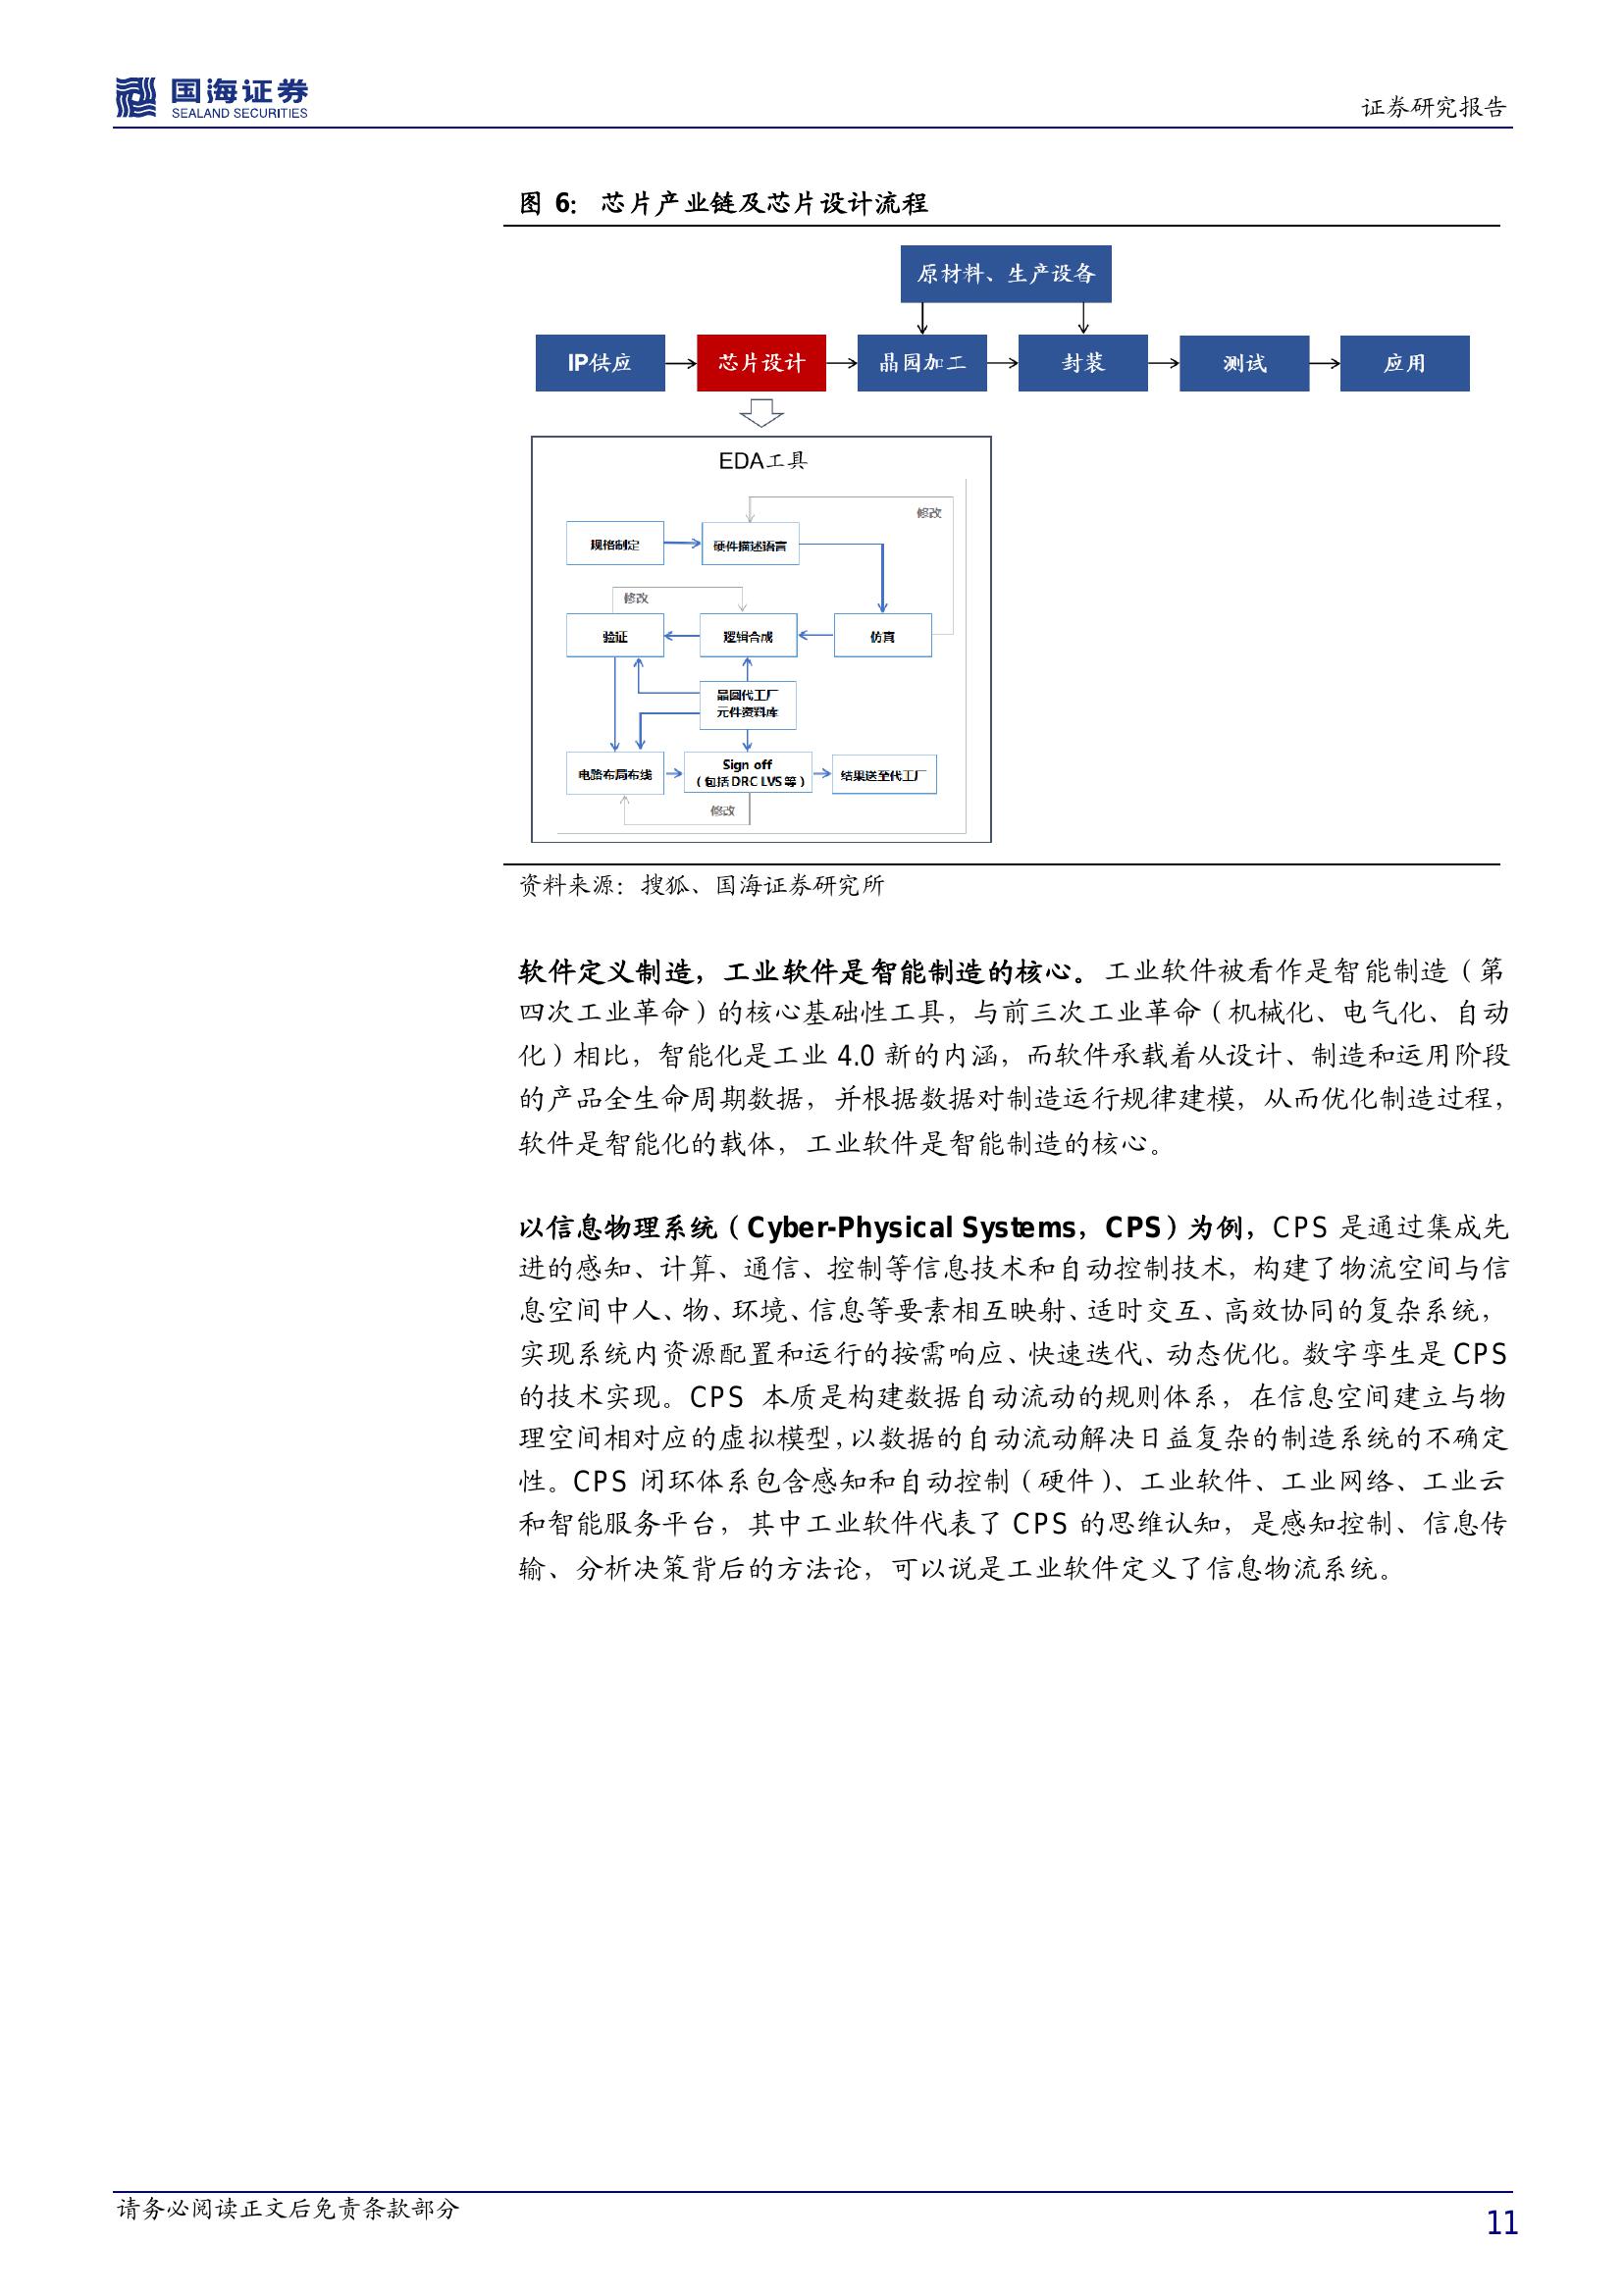 国海证券
SEALAND SECURITIES
证券研究报告
图 6： 芯片产业链及芯片设计流程
原材料、生产设备
IP供应
芯片设计
晶园加工
封装
测试
应用
EDA工具
修改
规格制定
硬件描述语言
修改
验证
逻辑合成
仿真
晶圆代工厂
元件资料库
电路布局布线
Sign off
（包括DRC LVS等）
结果送至代工厂
修改
资料来源：搜狐、国海证券研究所
软件定义制造，工业软件是智能制造的核心。工业软件被看作是智能制造（第
四次工业革命）的核心基础性工具，与前三次工业革命（机械化、电气化、自动
化）相比，智能化是工业 4.0 新的内涵，而软件承载着从设计、制造和运用阶段
的产品全生命周期数据，并根据数据对制造运行规律建模，从而优化制造过程，
软件是智能化的载体，工业软件是智能制造的核心。
以信息物理系统（Cyber-Physical Systems，CPS）为例，CPS 是通过集成先
进的感知、计算、通信、控制等信息技术和自动控制技术，构建了物流空间与信
息空间中人、物、环境、信息等要素相互映射、适时交互、高效协同的复杂系统，
实现系统内资源配置和运行的按需响应、快速迭代、动态优化。数字孪生是 CPS
的技术实现。CPS 本质是构建数据自动流动的规则体系，在信息空间建立与物
理空间相对应的虚拟模型，以数据的自动流动解决日益复杂的制造系统的不确定
性。CPS 闭环体系包含感知和自动控制（硬件）、工业软件、工业网络、工业云
和智能服务平台，其中工业软件代表了 CPS 的思维认知，是感知控制、信息传
输、分析决策背后的方法论，可以说是工业软件定义了信息物流系统。
请务必阅读正文后免责条款部分
11